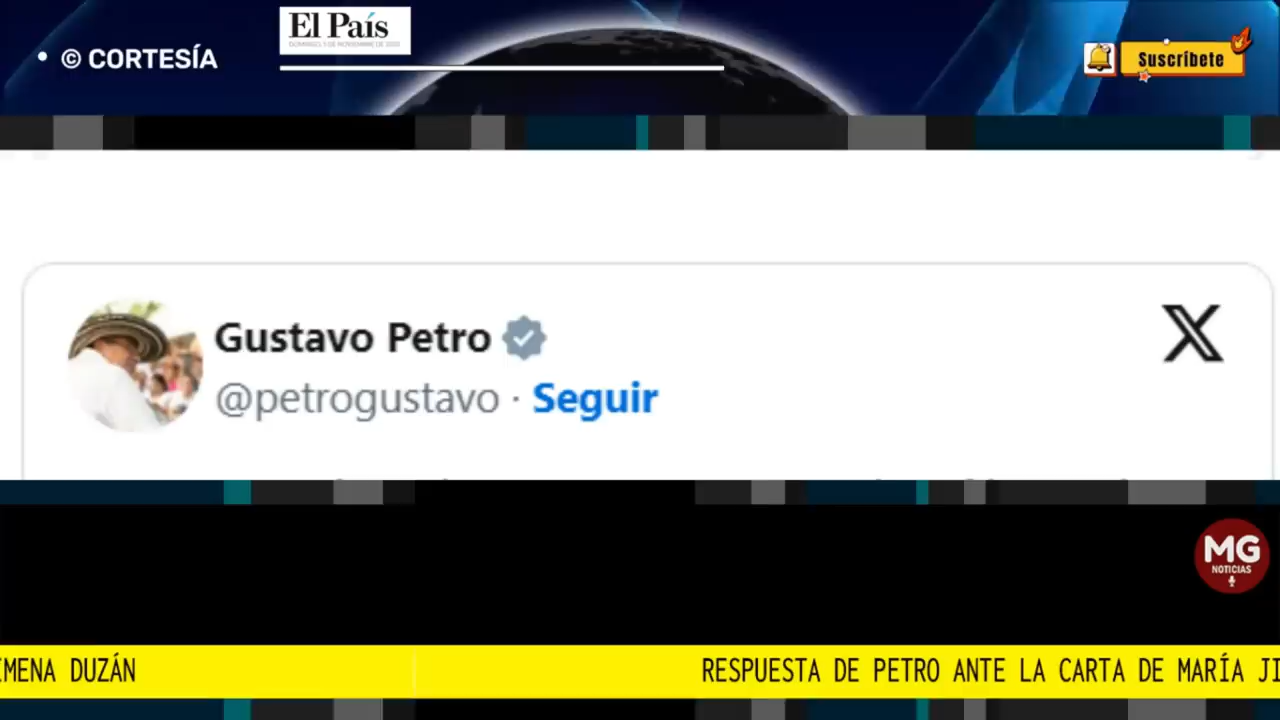 El País
• © CORTESÍA
Suscríbete
Gustavo Petro
@petrogustavo · Seguir
MG
NOTICIAS
IMENA DUZÁN
RESPUESTA DE PETRO ANTE LA CARTA DE MARÍA JI